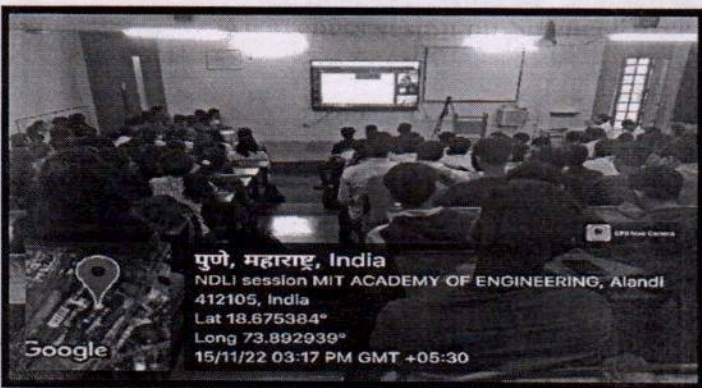 GPS Map Camera
पुणे, महाराष्ट्र, India
NDLI session MIT ACADEMY OF ENGINEERING, Alandi
412105, India
Lat 18.675384°
Long 73.892939°
15/11/22 03:17 PM GMT +05:30
Google